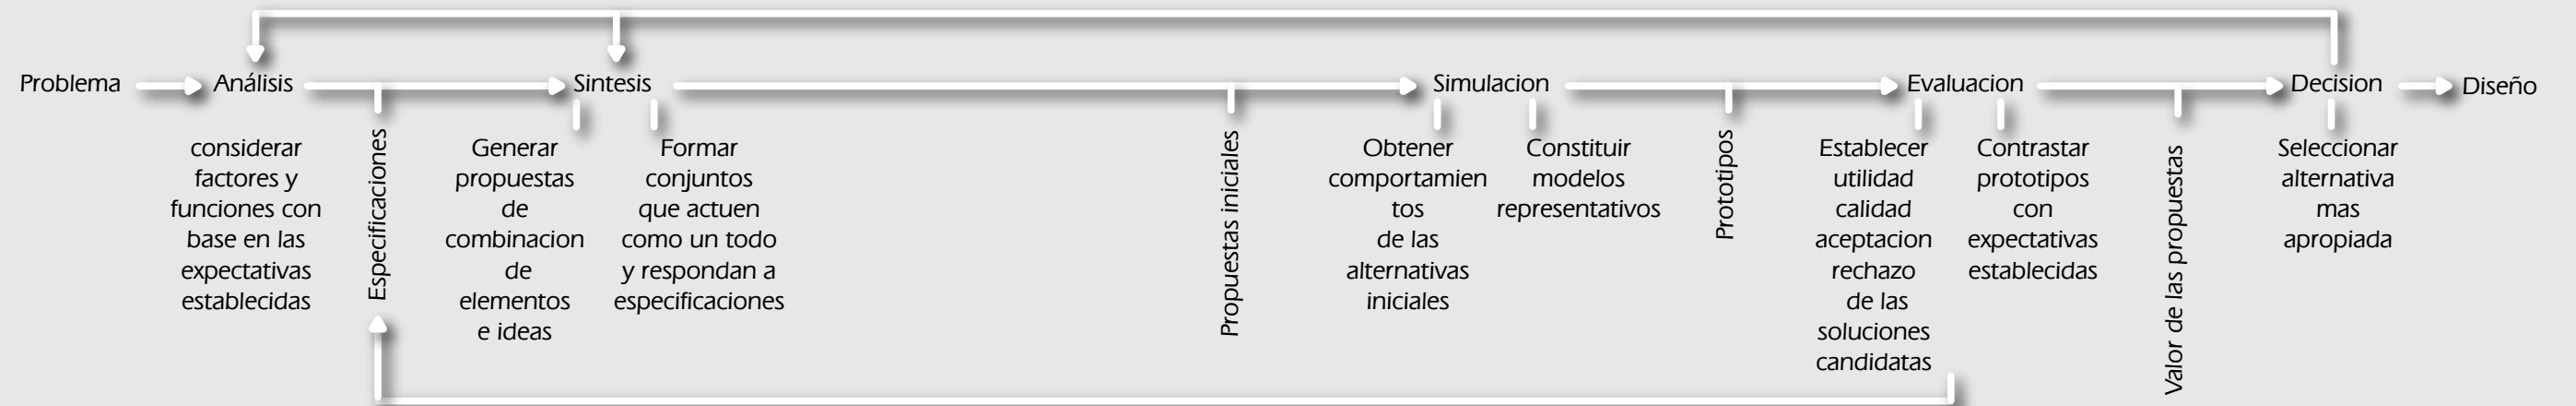 Problema
Análisis
Sintesis
Simulacion
Evaluacion
Decision
Diseño
considerar
factores y
funciones con
base en las
expectativas
establecidas
Especificaciones
Generar
propuestas
de
combinacion
de
elementos
e ideas
Formar
conjuntos
que actuen
como un todo
y respondan a
especificaciones
Propuestas iniciales
Obtener
comportamien
tos
de las
alternativas
iniciales
Constituir
modelos
representativos
Prototipos
Establecer
utilidad
calidad
aceptacion
rechazo
de las
soluciones
candidatas
Contrastar
prototipos
con
expectativas
establecidas
Valor de las propuestas
Seleccionar
alternativa
mas
apropiada